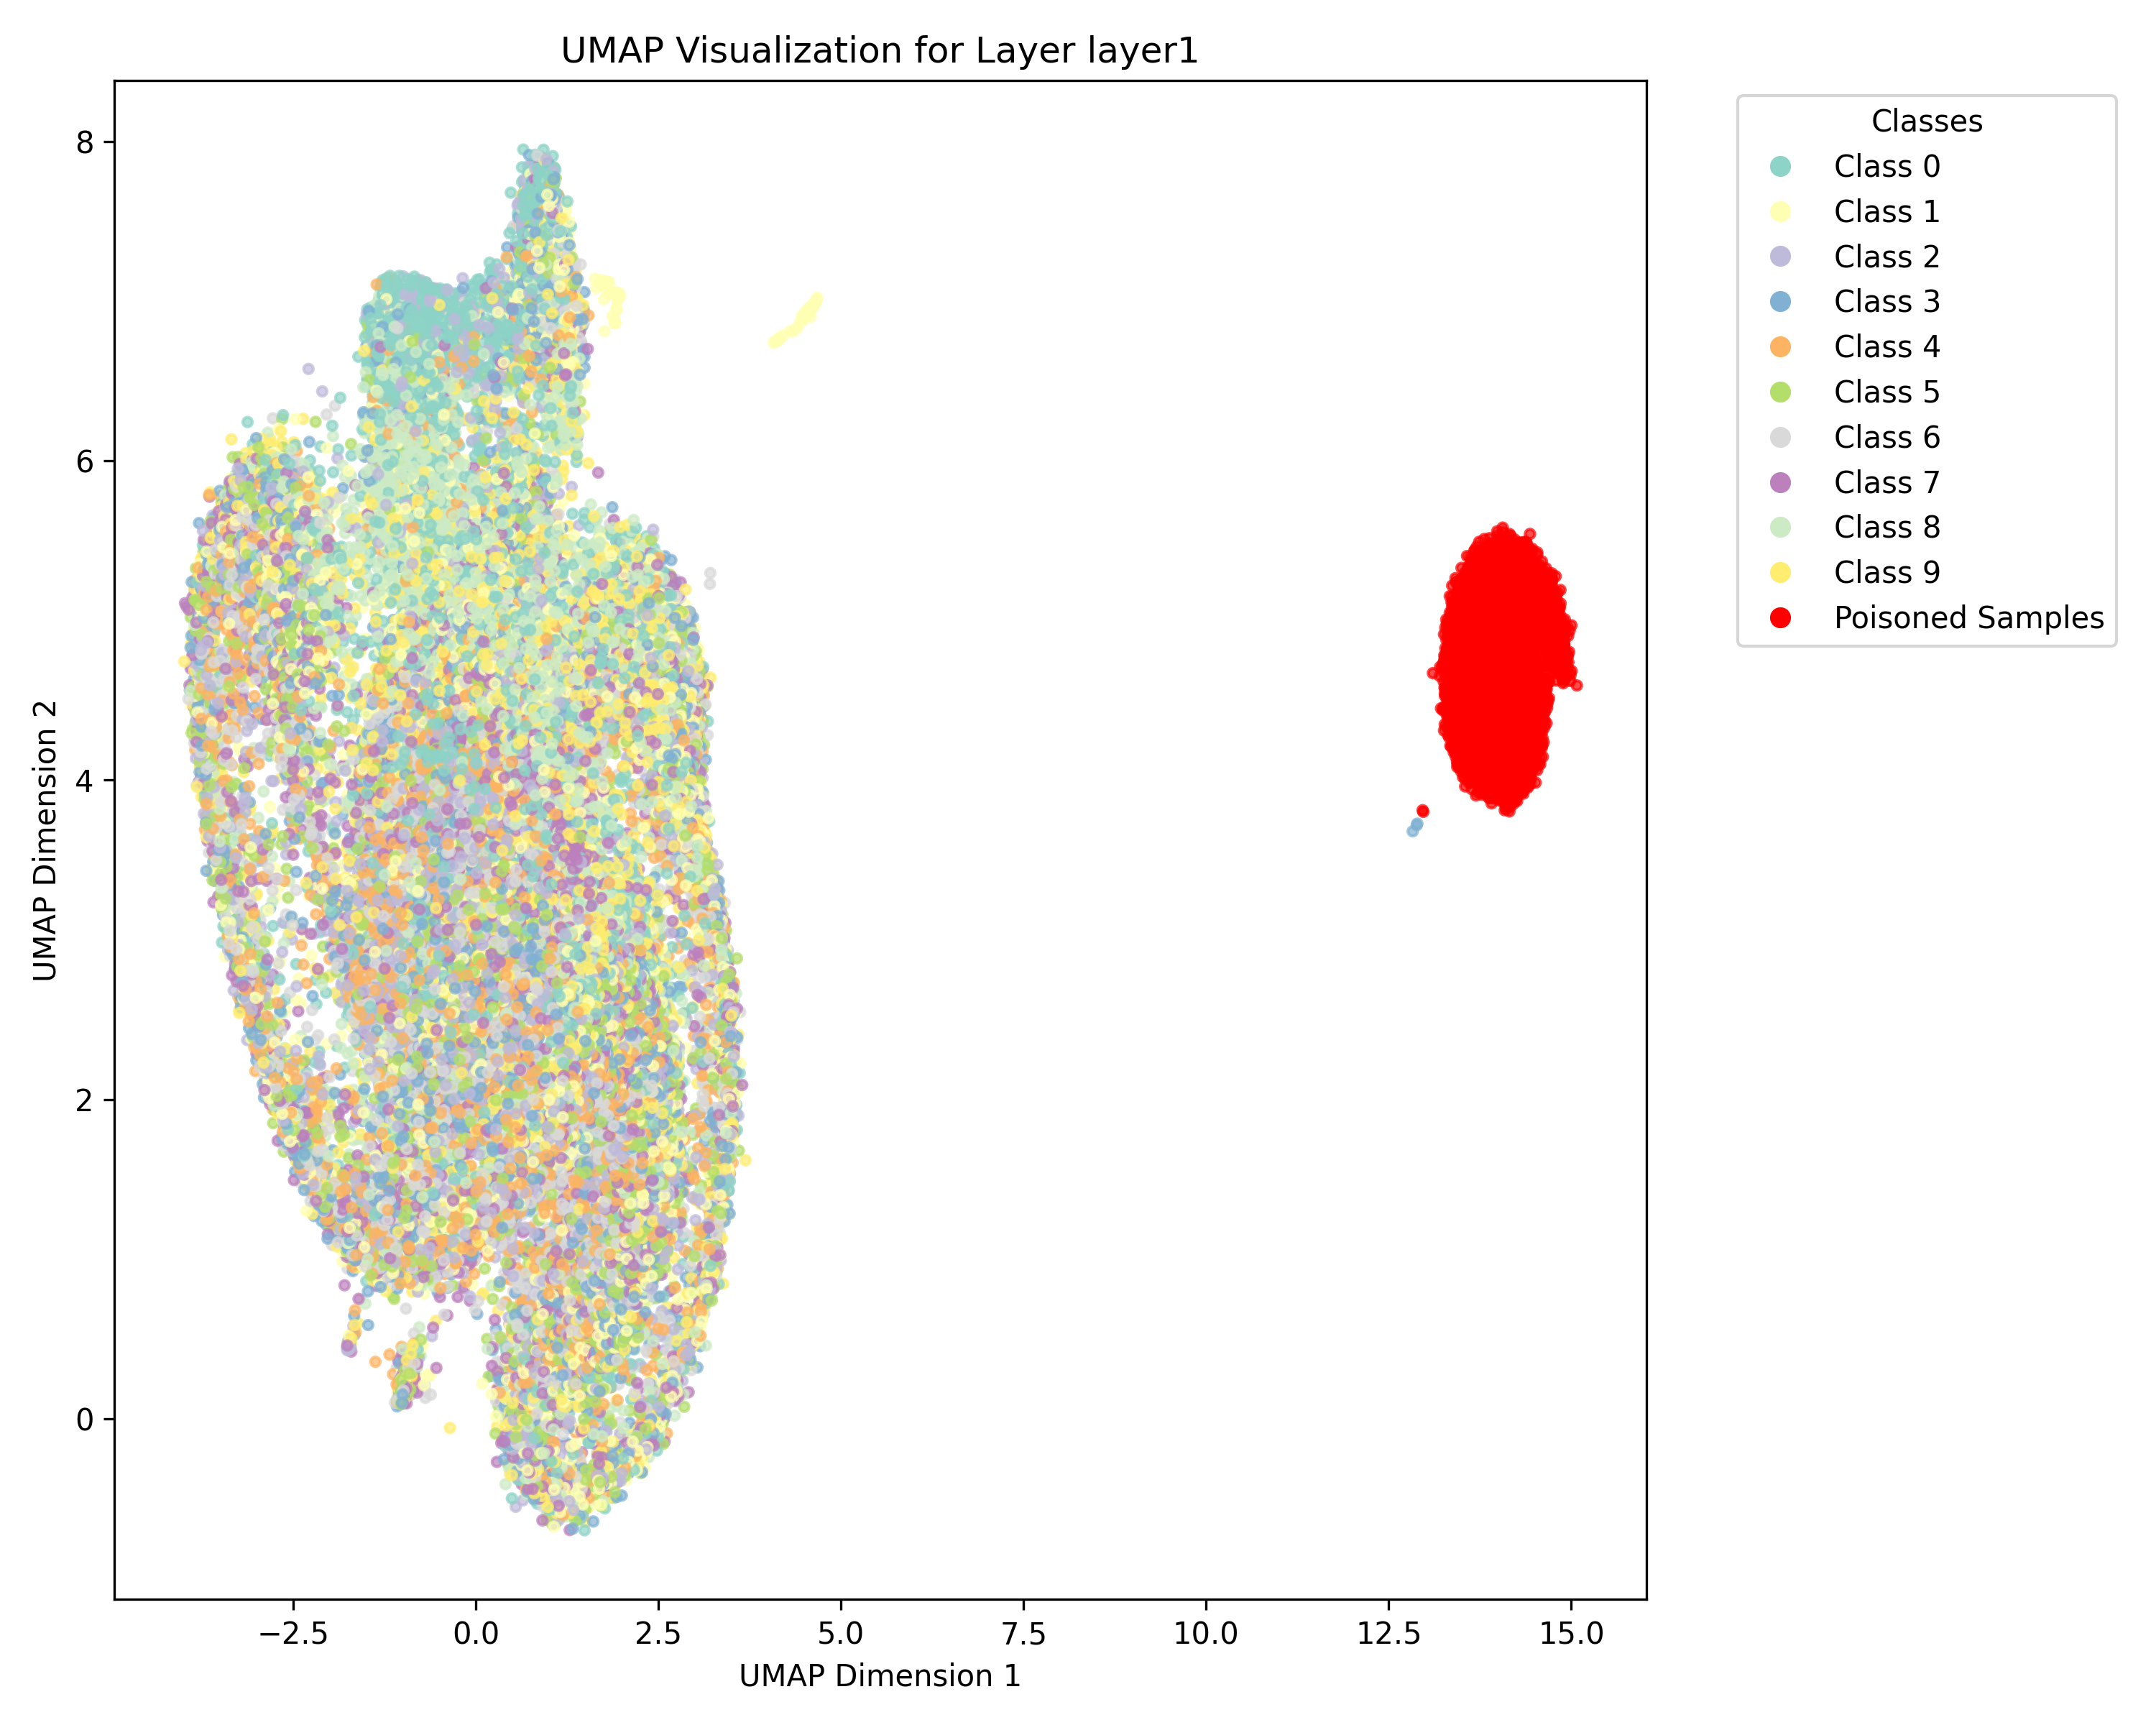 UMAP Visualization for Layer layer1
8
6
4
2
0
UMAP Dimension 2
−2.5
0.0
2.5
5.0
7.5
10.0
12.5
15.0
UMAP Dimension 1
Classes
Class 0
Class 1
Class 2
Class 3
Class 4
Class 5
Class 6
Class 7
Class 8
Class 9
Poisoned Samples